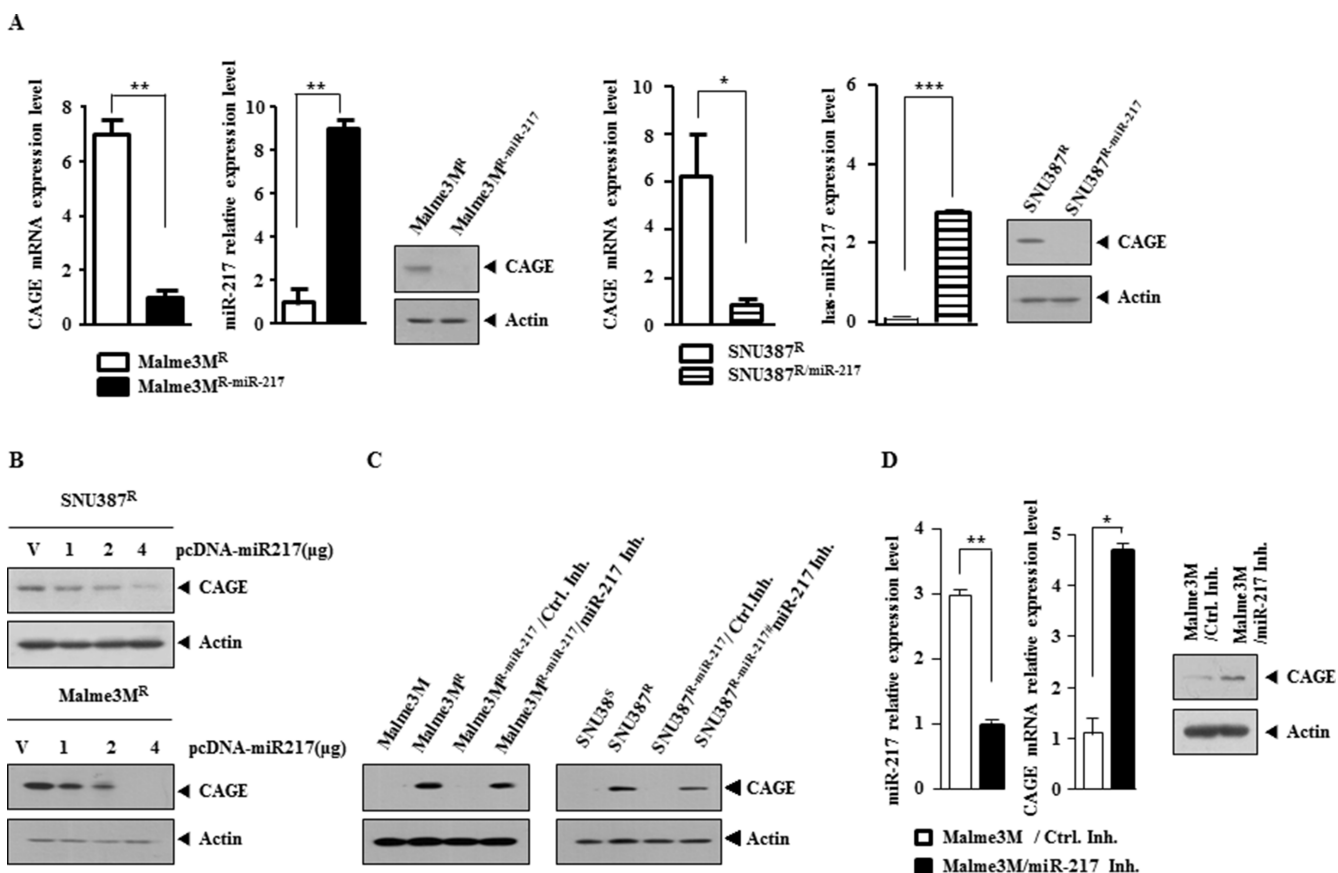 A
CAGE mRNA expression level
8
6
4
2
0
**
miR-217 relative expression level
10
8
6
4
2
0
**
Malme3M^R
Malme3M^R-miR-217
CAGE
Actin
Malme3M^R
Malme3M^R-miR-217
CAGE mRNA expression level
10
8
6
4
2
0
*
has-miR-217 expression level
6
4
2
0
***
SNU387^R
SNU387^R-miR-217
CAGE
Actin
SNU387^R
SNU387^R/miR-217
B
SNU387^R
V 1 2 4 pcDNA-miR217(μg)
CAGE
Actin
Malme3M^R
V 1 2 4 pcDNA-miR217(μg)
CAGE
Actin
C
Malme3M
Malme3M^R
Malme3M^R-miR-217 /Ctrl. Inh.
Malme3M^R-miR-217/miR-217 Inh.
SNU38^S
SNU387^R
SNU387^R-miR-217/ Ctrl.Inh.
SNU387^R-miR-217#miR-217 Inh.
CAGE
Actin
D
miR-217 relative expression level
4
3
2
1
0
**
CAGE mRNA relative expression level
5
4
3
2
1
0
*
Malme3M
/Ctrl. Inh.
Malme3M
/miR-217 Inh.
CAGE
Actin
Malme3M / Ctrl. Inh.
Malme3M/miR-217 Inh.